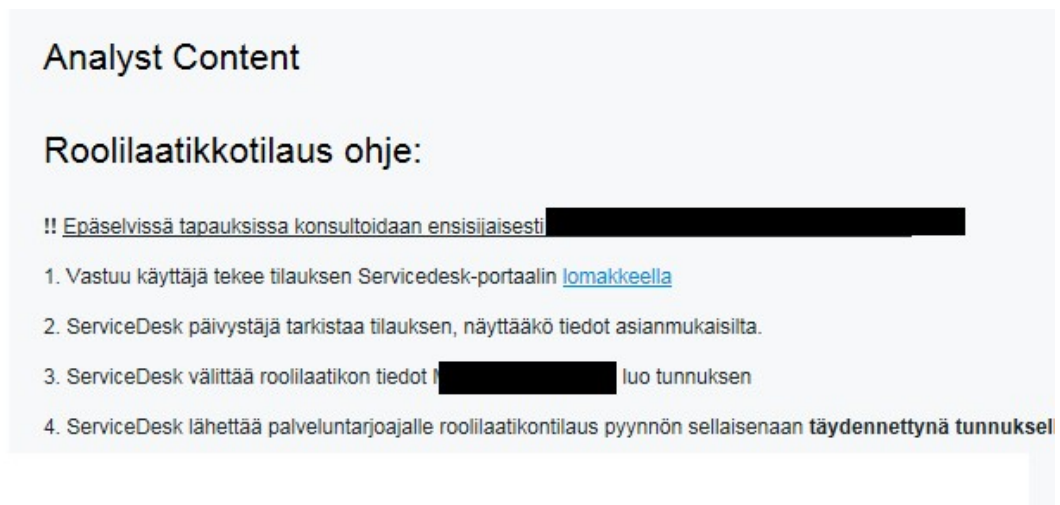 Analyst Content
Roolilaatikkotilaus ohje:
!! Epäselvissä tapauksissa konsultoidaan ensisijaisesti
1. Vastuu käyttäjä tekee tilauksen Servicedesk-portaalin lomakkeella
2. ServiceDesk päivystäjä tarkistaa tilauksen, näyttääkö tiedot asianmukaisilta.
3. ServiceDesk välittää roolilaatikon tiedot luo tunnuksen
4. ServiceDesk lähettää palveluntarjoajalle roolilaatikontilaus pyynnön sellaisenaan täydennettynä